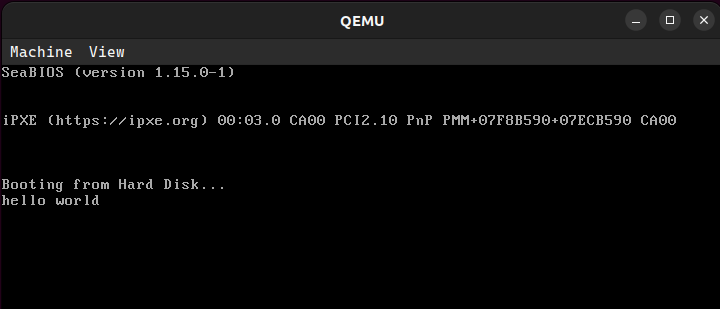 QEMU
Machine View
SeaBIOS (version 1.15.0-1)
iPXE (https://ipxe.org) 00:03.0 CA00 PCI2.10 PnP PMM+07F8B590+07ECB590 CA00
Booting from Hard Disk...
hello world